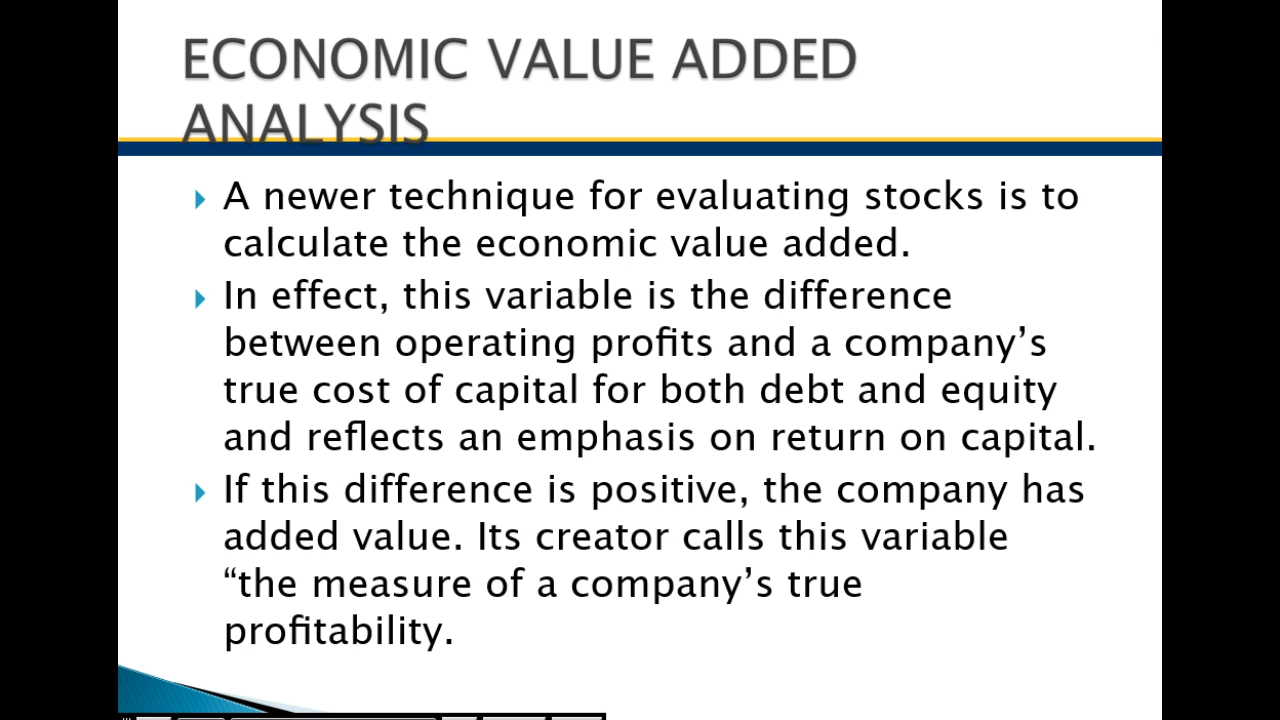 ECONOMIC VALUE ADDED
ANALYSIS
A newer technique for evaluating stocks is to
calculate the economic value added.
In effect, this variable is the difference
between operating profits and a company’s
true cost of capital for both debt and equity
and reflects an emphasis on return on capital.
If this difference is positive, the company has
added value. Its creator calls this variable
“the measure of a company’s true
profitability.